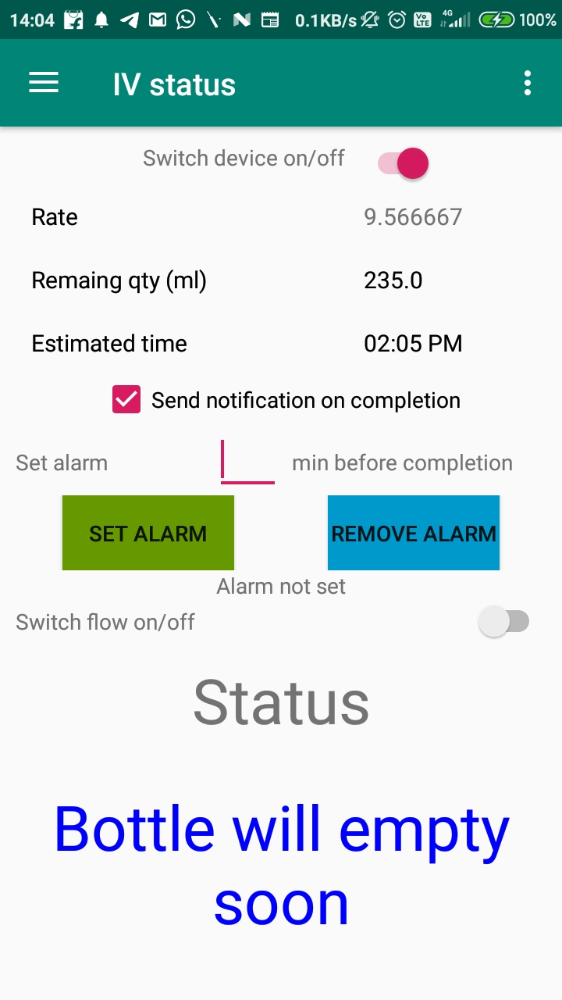 14:04 0.1KB/s VoLTE 4G 100%
IV status
Switch device on/off
Rate 9.566667
Remaing qty (ml) 235.0
Estimated time 02:05 PM
Send notification on completion
Set alarm min before completion
SET ALARM REMOVE ALARM
Alarm not set
Switch flow on/off
Status
Bottle will empty
soon